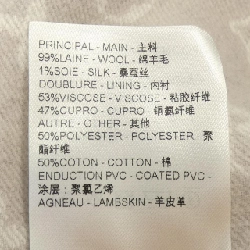 PRINCIPAL - MAIN - 主料
99%LAINE - WOOL - 绵羊毛
1%SOIE - SILK - 桑蚕丝
DOUBLURE - LINING - 内衬
53%VISCOSE - VISCOSE - 粘胶纤维
47%CUPRO - CUPRO - 铜氨纤维
AUTRE - OTHER - 其他
50%POLYESTER - POLYESTER - 聚
酯纤维
50%COTON - COTTON - 棉
ENDUCTION PVC - COATED PVC -
涂层：聚氯乙烯
AGNEAU - LAMBSKIN - 羊皮革